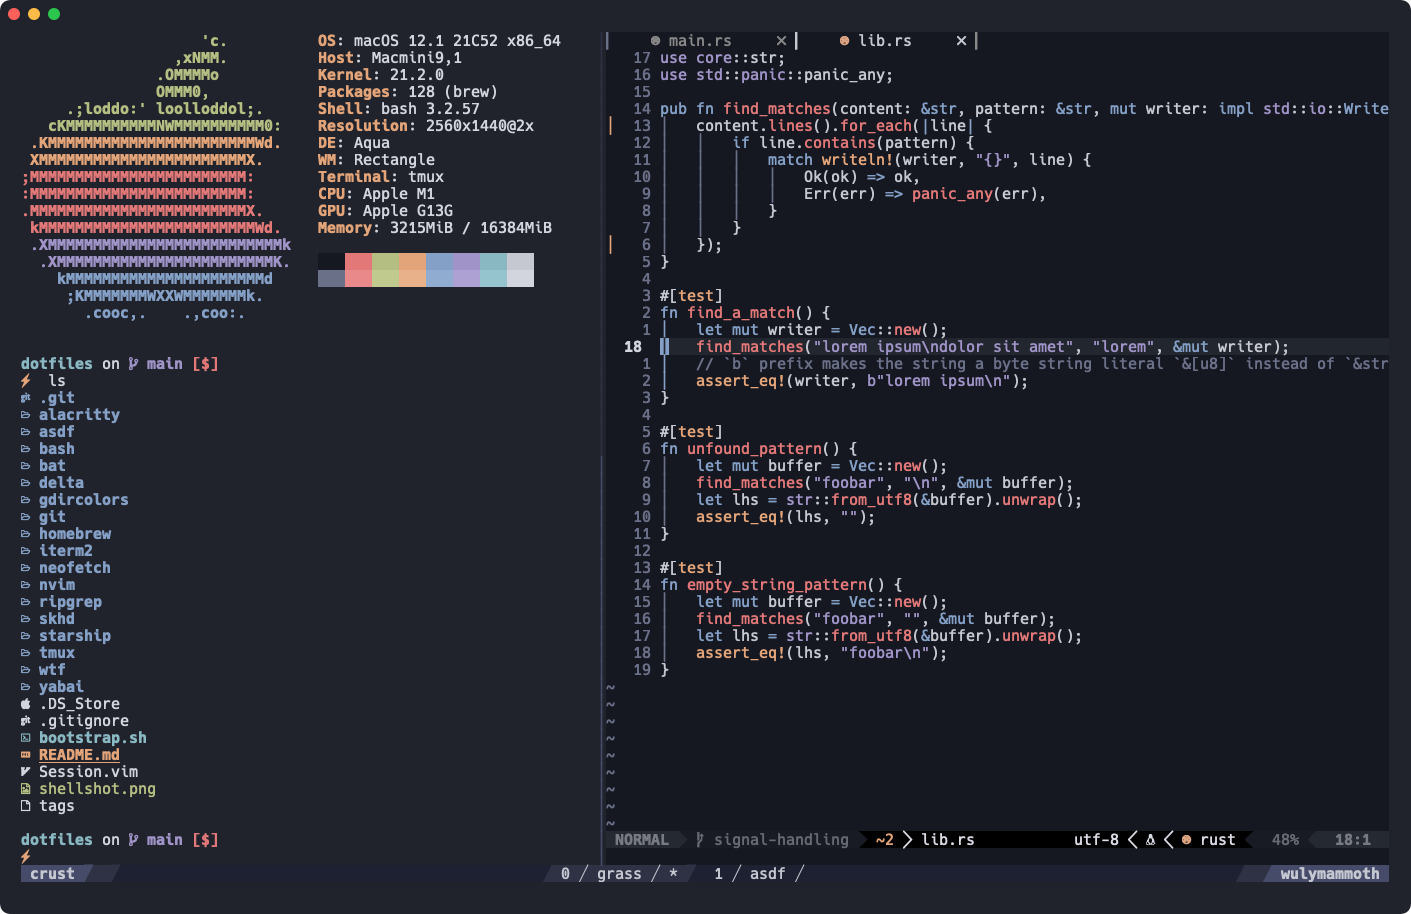 'c.
,xNMM.
.OMMMMo
OMMM0,
.;loddo:' loolloddol;.
cKMMMMMMMMMMNWMMMMMMMMMM0:
.KMMMMMMMMMMMMMMMMMMMMMMMWd.
XMMMMMMMMMMMMMMMMMMMMMMMX.
;MMMMMMMMMMMMMMMMMMMMMMMM:
:MMMMMMMMMMMMMMMMMMMMMMMM:
.MMMMMMMMMMMMMMMMMMMMMMMMX.
kMMMMMMMMMMMMMMMMMMMMMMMMWd.
.XMMMMMMMMMMMMMMMMMMMMMMMMMMk
.XMMMMMMMMMMMMMMMMMMMMMMMMK.
kMMMMMMMMMMMMMMMMMMMMMMd
;KMMMMMMMWXXWMMMMMMMk.
.cooc,. .,coo:.
OS: macOS 12.1 21C52 x86_64
Host: Macmini9,1
Kernel: 21.2.0
Packages: 128 (brew)
Shell: bash 3.2.57
Resolution: 2560x1440@2x
DE: Aqua
WM: Rectangle
Terminal: tmux
CPU: Apple M1
GPU: Apple G13G
Memory: 3215MiB / 16384MiB
dotfiles on main [$]
ls
.git
alacritty
asdf
bash
bat
delta
gdircolors
git
homebrew
iterm2
neofetch
nvim
ripgrep
skhd
starship
tmux
wtf
yabai
.DS_Store
.gitignore
bootstrap.sh
README.md
Session.vim
shellshot.png
tags
dotfiles on main [$]
main.rs × lib.rs ×
17 use core::str;
16 use std::panic::panic_any;
15
14 pub fn find_matches(content: &str, pattern: &str, mut writer: impl std::io::Write
13 content.lines().for_each(|line| {
12 if line.contains(pattern) {
11 match writeln!(writer, "{}", line) {
10 Ok(ok) => ok,
9 Err(err) => panic_any(err),
8 }
7 }
6 });
5 }
4
3 #[test]
2 fn find_a_match() {
1 let mut writer = Vec::new();
18 find_matches("lorem ipsum\ndolor sit amet", "lorem", &mut writer);
1 // `b` prefix makes the string a byte string literal `&[u8]` instead of `&str
2 assert_eq!(writer, b"lorem ipsum\n");
3 }
4
5 #[test]
6 fn unfound_pattern() {
7 let mut buffer = Vec::new();
8 find_matches("foobar", "\n", &mut buffer);
9 let lhs = str::from_utf8(&buffer).unwrap();
10 assert_eq!(lhs, "");
11 }
12
13 #[test]
14 fn empty_string_pattern() {
15 let mut buffer = Vec::new();
16 find_matches("foobar", "", &mut buffer);
17 let lhs = str::from_utf8(&buffer).unwrap();
18 assert_eq!(lhs, "foobar\n");
19 }
~
~
~
~
~
~
~
~
~
NORMAL signal-handling ~2 lib.rs utf-8 rust 48% 18:1
crust 0 / grass / * 1 / asdf / wulymammoth